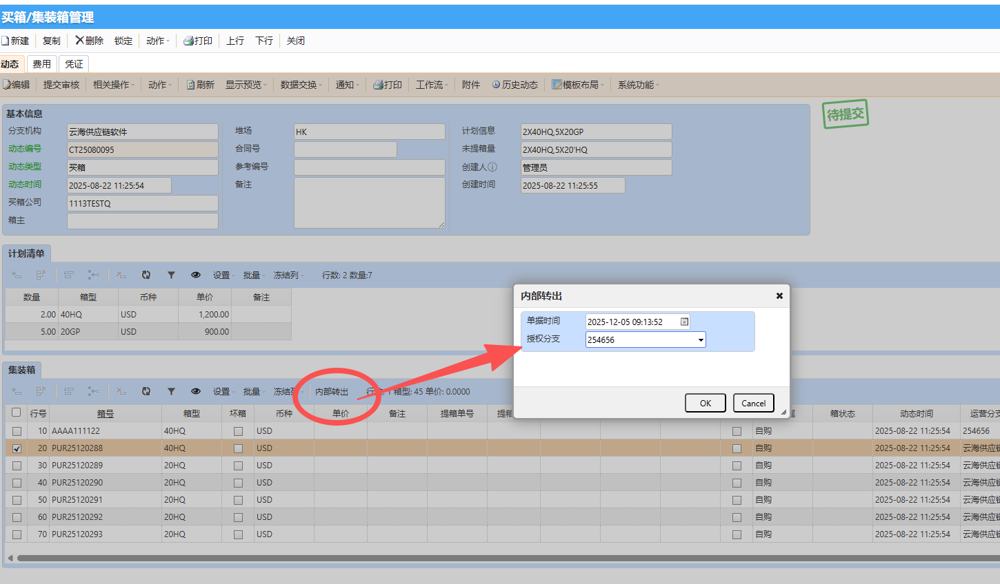 买箱/集装箱管理
新建 复制 删除 锁定 动作 打印 上行 下行 关闭
动态 费用 凭证
编辑 提交审核 相关操作 动作 刷新 显示预览 数据交换 通知 打印 工作流 附件 历史动态 模板布局 系统功能
待提交
基本信息
分支机构 云海供应链软件 堆场 HK 计划信息 2X40HQ,5X20GP
动态编号 CT25080095 合同号 未提箱量 2X40HQ,5X20'HQ
动态类型 买箱 参考编号 创建人 管理员
动态时间 2025-08-22 11:25:54 备注 创建时间 2025-08-22 11:25:55
买箱公司 1113TESTQ
箱主
计划清单
设置 批量 冻结列 行数: 2 数量:7
数量 箱型 币种 单价 备注
2.00 40HQ USD 1,200.00
5.00 20GP USD 900.00
内部转出
单据时间 2025-12-05 09:13:52
授权分支 254656
OK Cancel
集装箱
设置 批量 冻结列 内部转出 箱型: 45 单价: 0.0000
行号 箱号 箱型 坏箱 币种 单价 备注 提箱单号 提箱 箱状态 动态时间 运营分支
10 AAAA111122 40HQ USD 自购 2025-08-22 11:25:54 254656
20 PUR25120288 40HQ USD 自购 2025-08-22 11:25:54 云海供应链
30 PUR25120289 20HQ USD 自购 2025-08-22 11:25:54 云海供应链
40 PUR25120290 20HQ USD 自购 2025-08-22 11:25:54 云海供应链
50 PUR25120291 20HQ USD 自购 2025-08-22 11:25:54 云海供应链
60 PUR25120292 20HQ USD 自购 2025-08-22 11:25:54 云海供应链
70 PUR25120293 20HQ USD 自购 2025-08-22 11:25:54 云海供应链